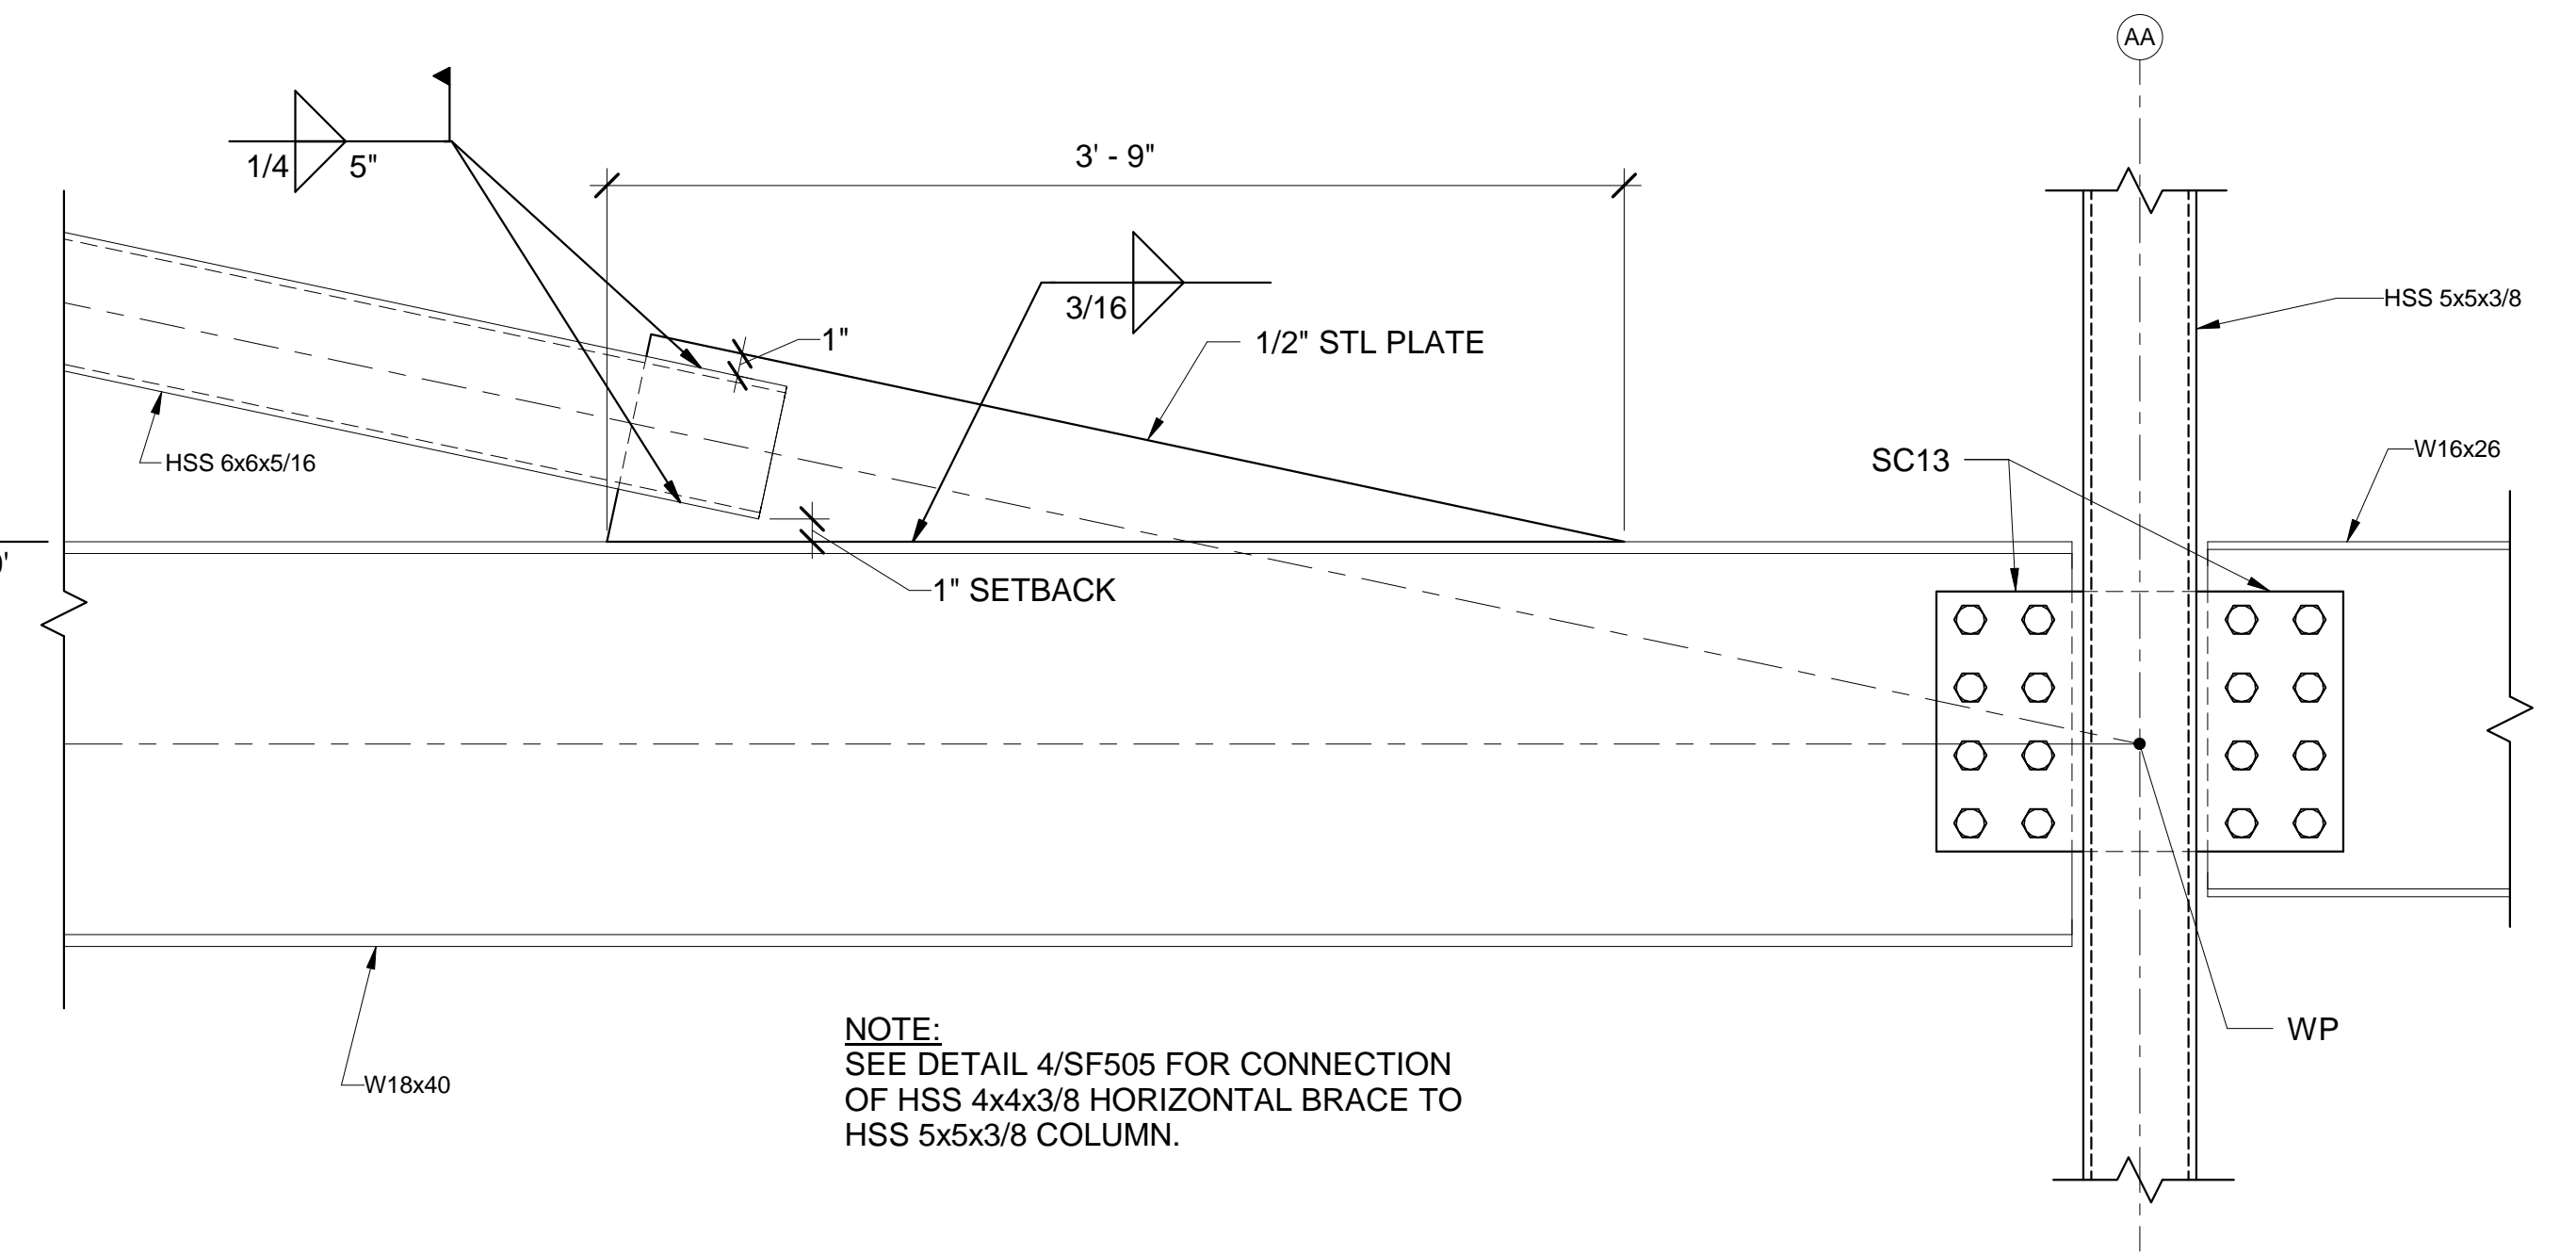 AA
1/4 5"
3' - 9"
3/16
1"
1/2" STL PLATE
HSS 5x5x3/8
HSS 6x6x5/16
SC13
W16x26
1" SETBACK
W18x40
WP
NOTE:
SEE DETAIL 4/SF505 FOR CONNECTION
OF HSS 4x4x3/8 HORIZONTAL BRACE TO
HSS 5x5x3/8 COLUMN.